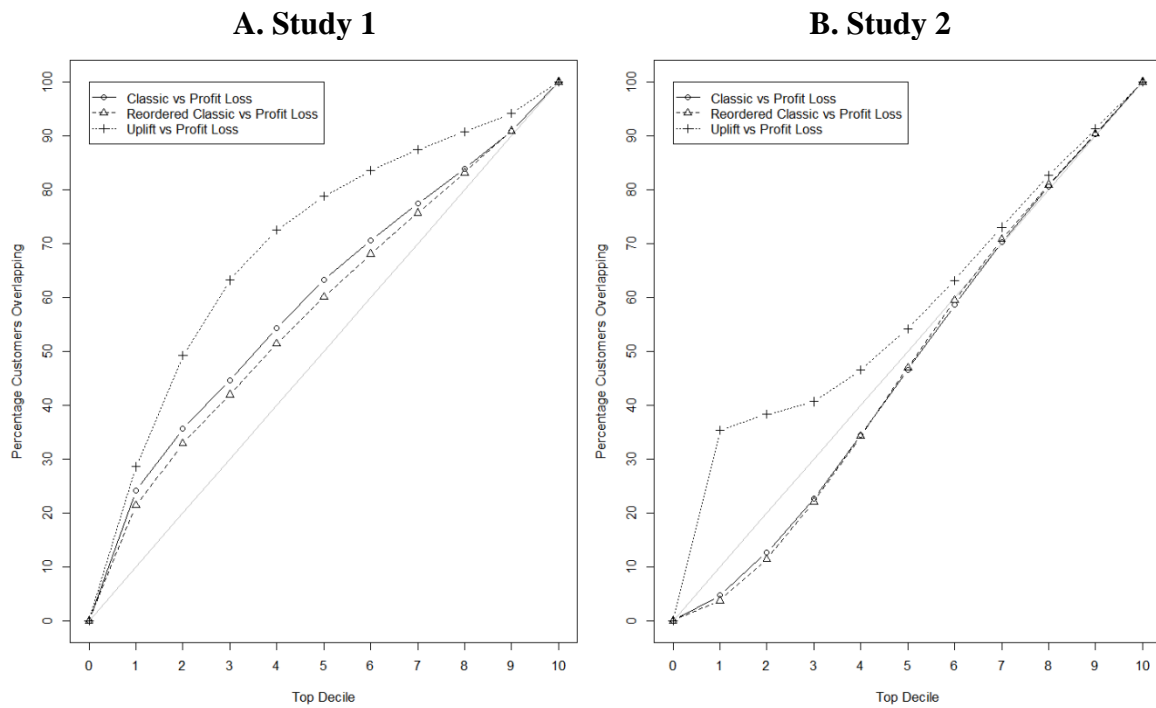 A. Study 1
Classic vs Profit Loss
Reordered Classic vs Profit Loss
Uplift vs Profit Loss
Percentage Customers Overlapping
100
90
80
70
60
50
40
30
20
10
0
0 1 2 3 4 5 6 7 8 9 10
Top Decile
B. Study 2
Classic vs Profit Loss
Reordered Classic vs Profit Loss
Uplift vs Profit Loss
Percentage Customers Overlapping
100
90
80
70
60
50
40
30
20
10
0
0 1 2 3 4 5 6 7 8 9 10
Top Decile